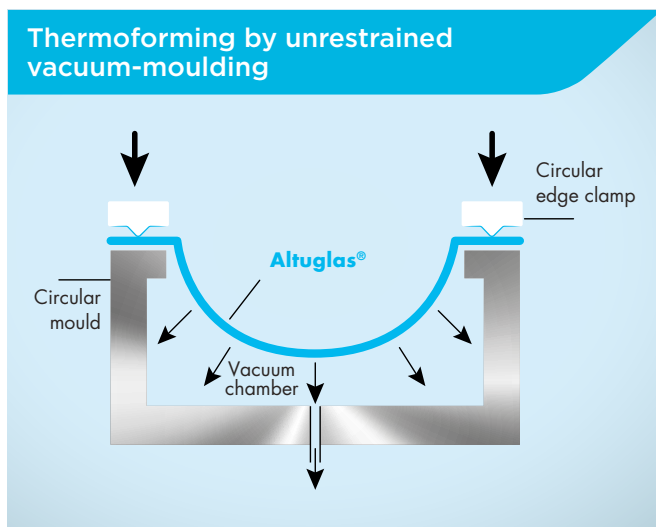 Thermoforming by unrestrained
vacuum-moulding
Circular
edge clamp
Altuglas®
Circular
mould
Vacuum
chamber